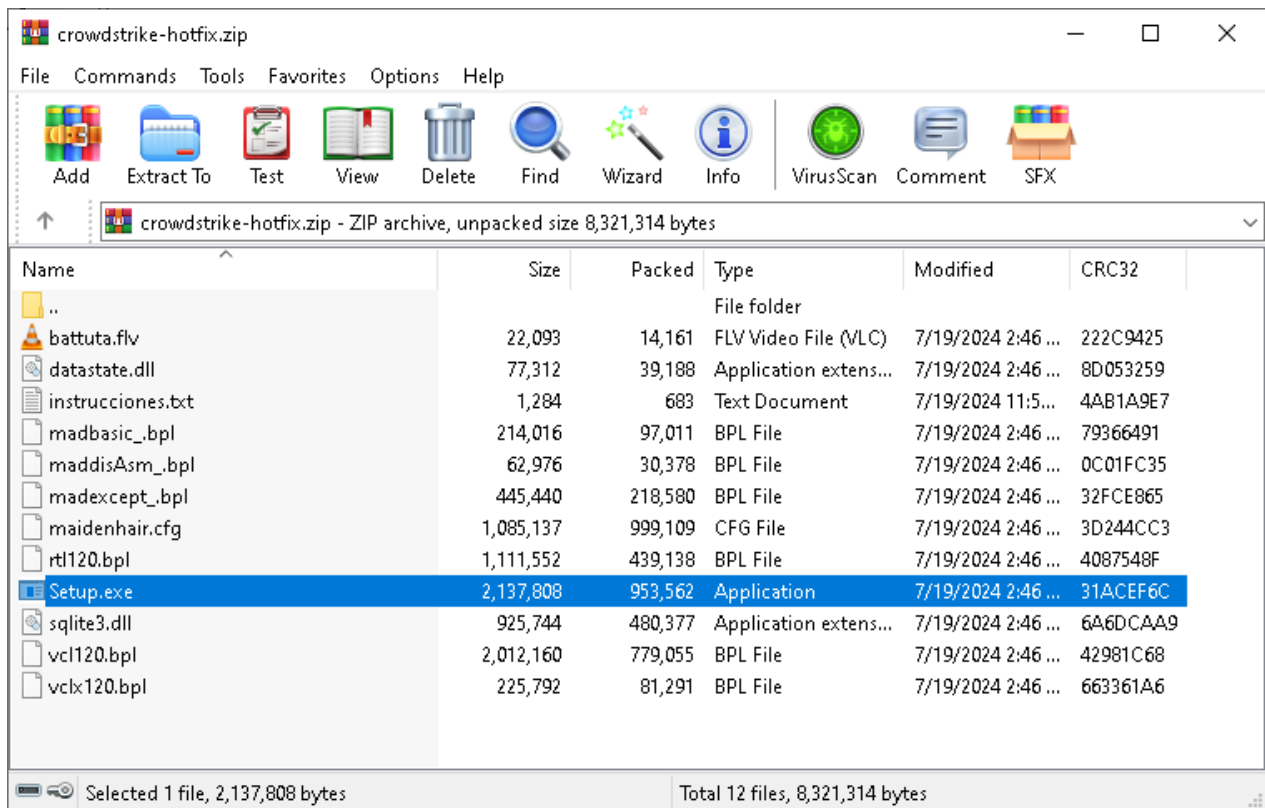 crowdstrike-hotfix.zip
File Commands Tools Favorites Options Help
Add Extract To Test View Delete Find Wizard Info VirusScan Comment SFX
crowdstrike-hotfix.zip - ZIP archive, unpacked size 8,321,314 bytes
Name Size Packed Type Modified CRC32
.. File folder
battuta.flv 22,093 14,161 FLV Video File (VLC) 7/19/2024 2:46 ... 222C9425
datastate.dll 77,312 39,188 Application extens... 7/19/2024 2:46 ... 8D053259
instrucciones.txt 1,284 683 Text Document 7/19/2024 11:5... 4AB1A9E7
madbasic_.bpl 214,016 97,011 BPL File 7/19/2024 2:46 ... 79366491
maddisAsm_.bpl 62,976 30,378 BPL File 7/19/2024 2:46 ... 0C01FC35
madexcept_.bpl 445,440 218,580 BPL File 7/19/2024 2:46 ... 32FCE865
maidenhair.cfg 1,085,137 999,109 CFG File 7/19/2024 2:46 ... 3D244CC3
rtl120.bpl 1,111,552 439,138 BPL File 7/19/2024 2:46 ... 4087548F
Setup.exe 2,137,808 953,562 Application 7/19/2024 2:46 ... 31ACEF6C
sqlite3.dll 925,744 480,377 Application extens... 7/19/2024 2:46 ... 6A6DCAA9
vcl120.bpl 2,012,160 779,055 BPL File 7/19/2024 2:46 ... 42981C68
vclx120.bpl 225,792 81,291 BPL File 7/19/2024 2:46 ... 663361A6
Selected 1 file, 2,137,808 bytes Total 12 files, 8,321,314 bytes